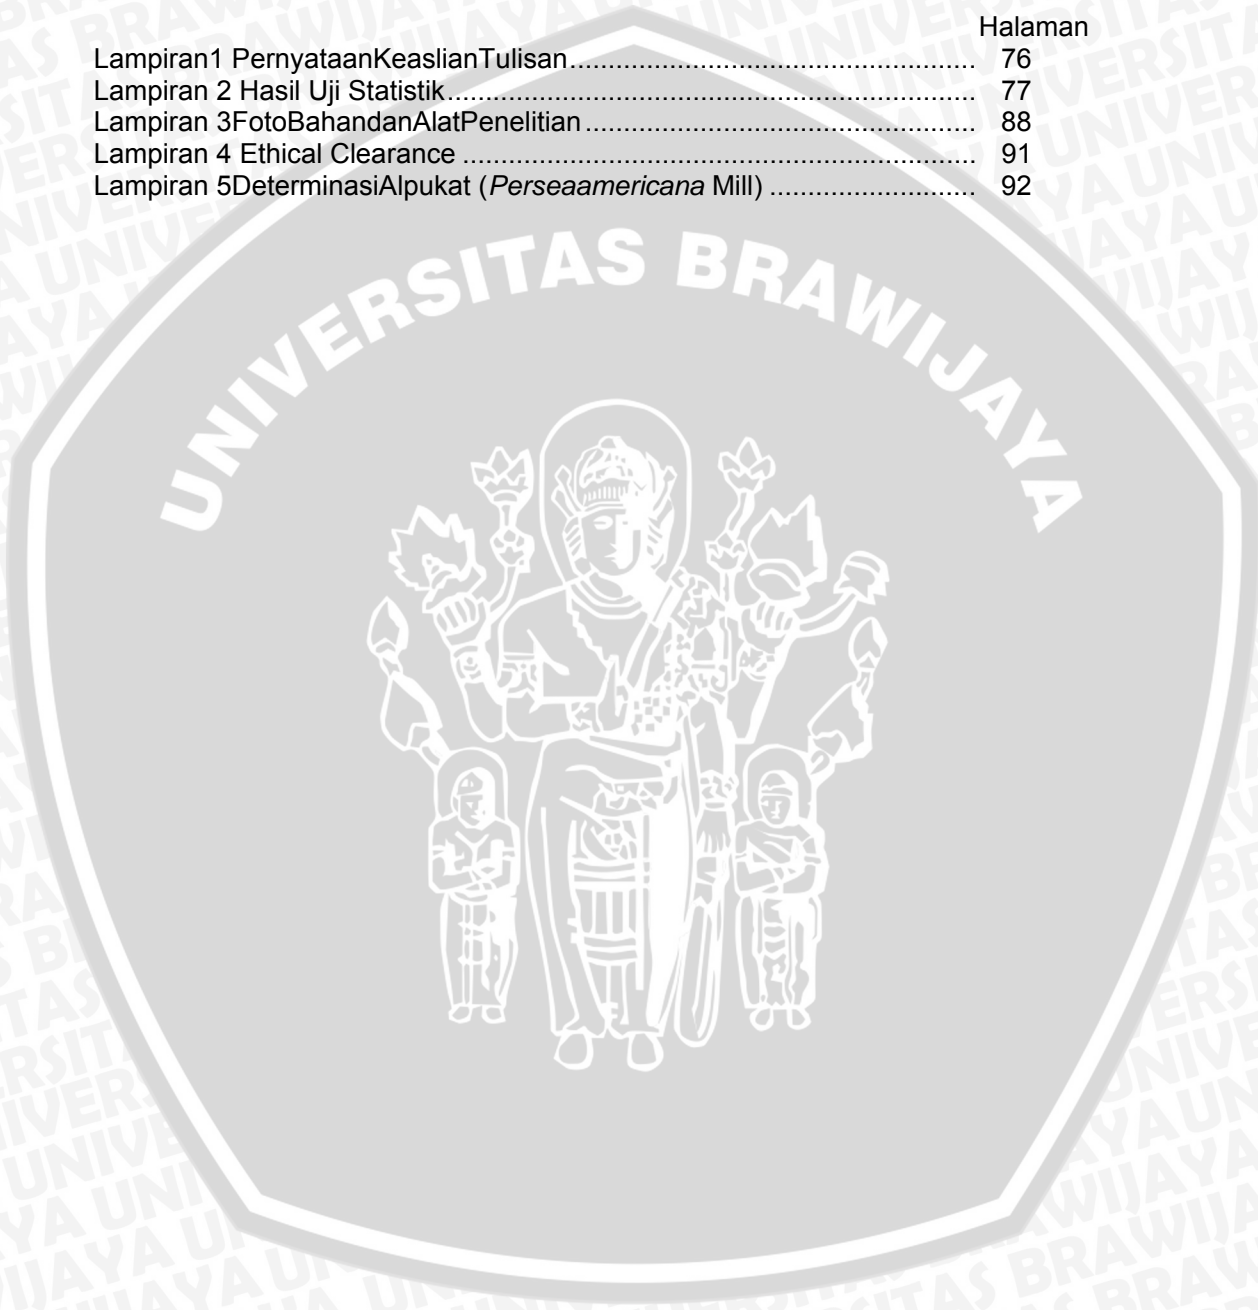 Halaman
Lampiran1 PernyataanKeaslianTulisan..................................................... 76
Lampiran 2 Hasil Uji Statistik..................................................................... 77
Lampiran 3FotoBahandanAlatPenelitian ................................................... 88
Lampiran 4 Ethical Clearance ................................................................... 91
Lampiran 5DeterminasiAlpukat (Perseaamericana Mill) ........................... 92
UNIVERSITAS BRAWIJAYA